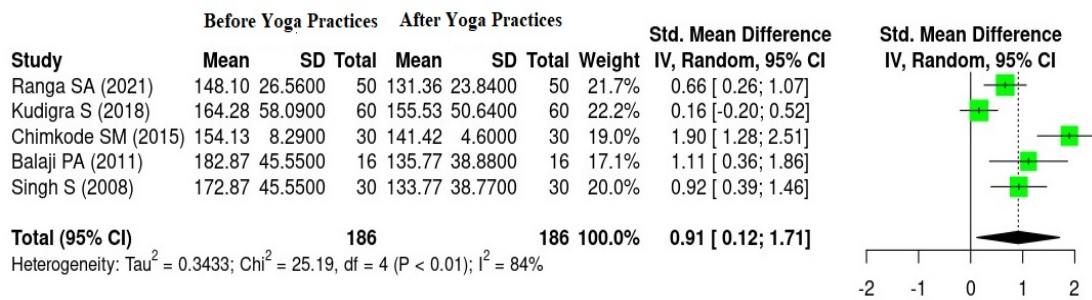 Before Yoga Practices After Yoga Practices
Std. Mean Difference Std. Mean Difference
Study Mean SD Total Mean SD Total Weight IV, Random, 95% CI IV, Random, 95% CI
Ranga SA (2021) 148.10 26.5600 50 131.36 23.8400 50 21.7% 0.66 [ 0.26; 1.07]
Kudigra S (2018) 164.28 58.0900 60 155.53 50.6400 60 22.2% 0.16 [-0.20; 0.52]
Chimkode SM (2015) 154.13 8.2900 30 141.42 4.6000 30 19.0% 1.90 [ 1.28; 2.51]
Balaji PA (2011) 182.87 45.5500 16 135.77 38.8800 16 17.1% 1.11 [ 0.36; 1.86]
Singh S (2008) 172.87 45.5500 30 133.77 38.7700 30 20.0% 0.92 [ 0.39; 1.46]
Total (95% CI) 186 186 100.0% 0.91 [ 0.12; 1.71]
Heterogeneity: Tau² = 0.3433; Chi² = 25.19, df = 4 (P < 0.01); I² = 84%
-2 -1 0 1 2